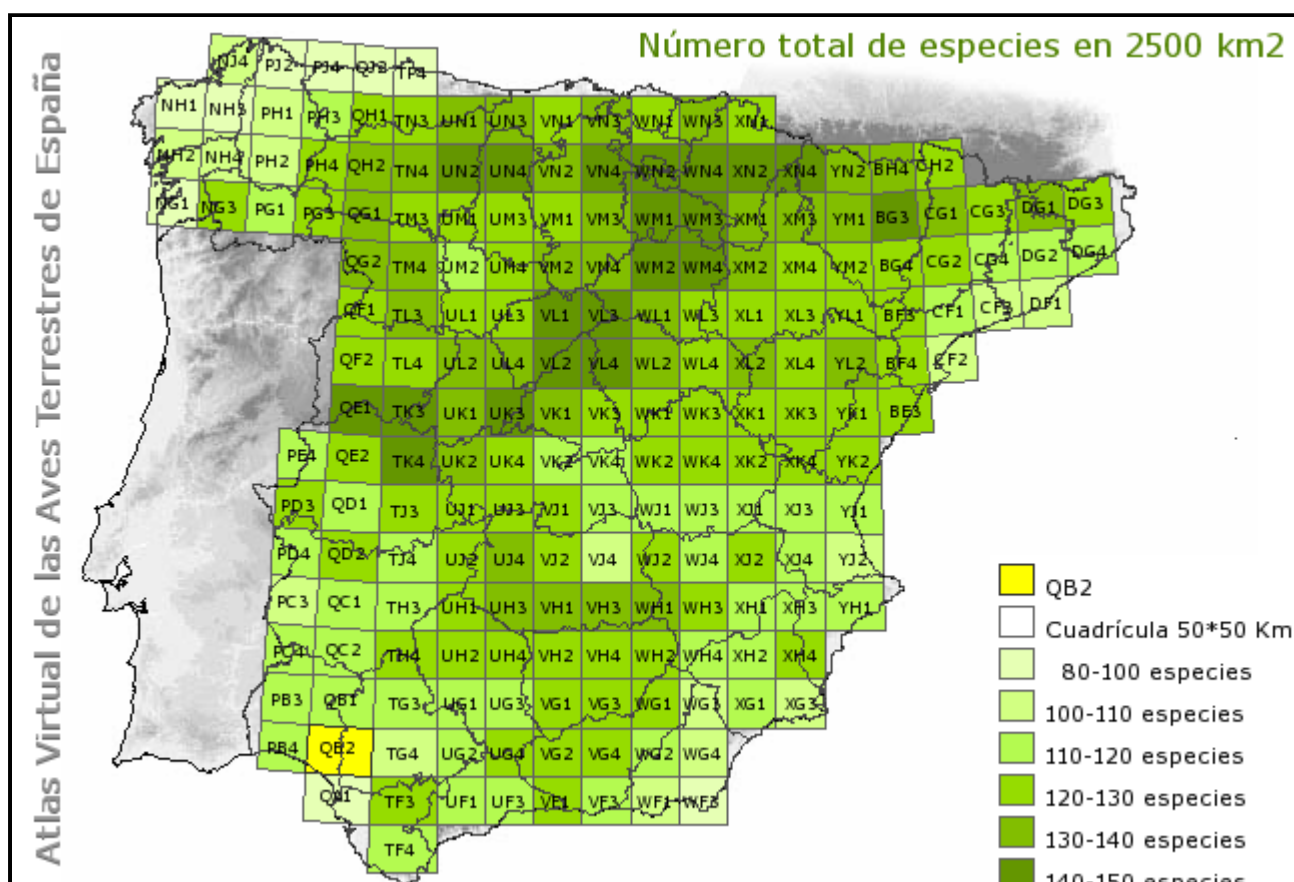 Número total de especies en 2500 km2
Atlas Virtual de las Aves Terrestres de España
NJ4 PJ2 PJ4 QJ2 TP4
NH1 NH3 PH1 PH3 QH1 TN3 UN1 UN3 VN1 VN3 WN1 WN3 XN1
NH2 NH4 PH2 PH4 QH2 TN4 UN2 UN4 VN2 VN4 WN2 WN4 XN2 XN4 YN2 BH4 CH2
NG1 NG3 PG1 PG3 QG1 TM3 UM1 UM3 VM1 VM3 WM1 WM3 XM1 XM3 YM1 BG3 CG1 CG3 DG1 DG3
QG2 TM4 UM2 UM4 VM2 VN4 WM2 WM4 XM2 XM4 YM2 BG4 CG2 CG4 DG2 DG4
QF1 TL3 UL1 UL3 VL1 VL3 WL1 WL3 XL1 XL3 YL1 BF3 CF1 CF3 DF1
QF2 TL4 UL2 UL4 VL2 VL4 WL2 WL4 XL2 XL4 YL2 BF4 CF2
QE1 TK3 UK1 UK3 VK1 VK3 WK1 WK3 XK1 XK3 YK1 BE3
PE4 QE2 TK4 UK2 UK4 VK2 VK4 WK2 WK4 XK2 XK4 YK2
PD3 QD1 TJ3 UJ1 UJ3 VJ1 VJ3 WJ1 WJ3 XJ1 XJ3 YJ1
PD4 QD2 TJ4 UJ2 UJ4 VJ2 VJ4 WJ2 WJ4 XJ2 XJ4 YJ2
PC3 QC1 TH3 UH1 UH3 VH1 VH3 WH1 WH3 XH1 XH3 YH1
PC4 QC2 TH4 UH2 UH4 VH2 VH4 WH2 WH4 XH2 XH4
PB3 QB1 TG3 UG1 UG3 VG1 VG3 WG1 WG3 XG1 XG3
PB4 QB2 TG4 UG2 UG4 VG2 VG4 WG2 WG4
QA1 TF3 UF1 UF3 VF1 VF3 WF1 WF3
TF4
QB2
Cuadrícula 50*50 Km
80-100 especies
100-110 especies
110-120 especies
120-130 especies
130-140 especies
140-150 especies